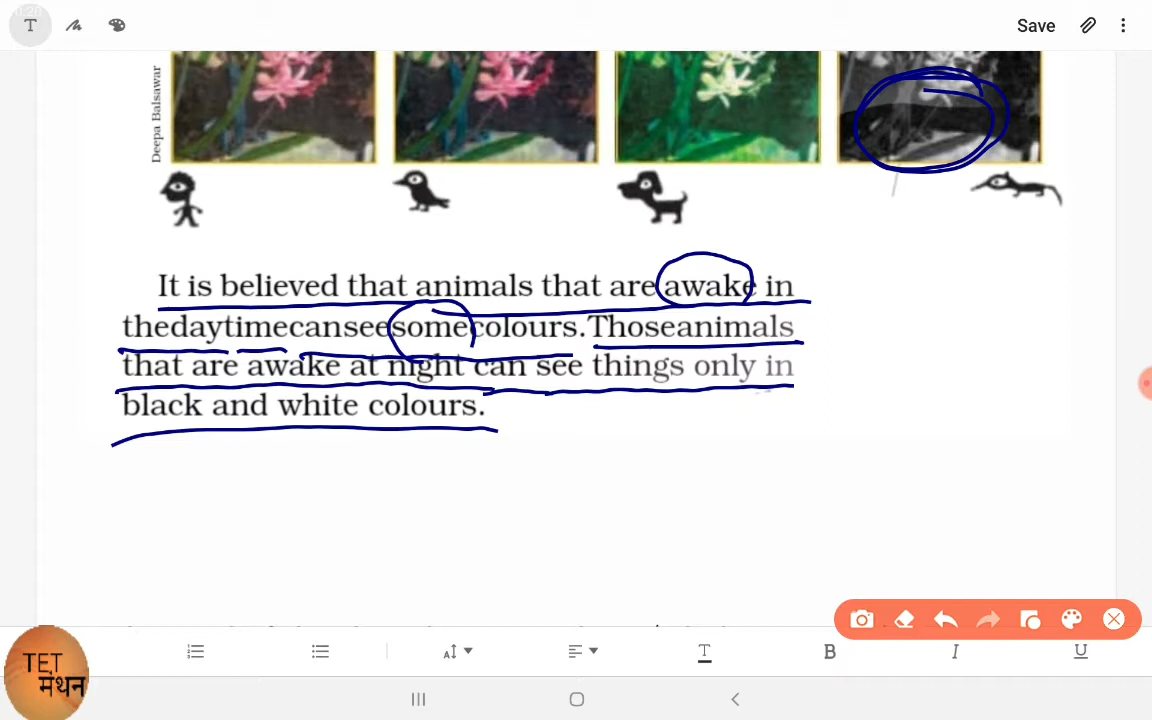 T
Save
Deepa Balsawar
It is believed that animals that are awake in
thedaytimecanseesomecolours.Thoseanimals
that are awake at night can see things only in
black and white colours.
TET
मंथन
T
B
I
U